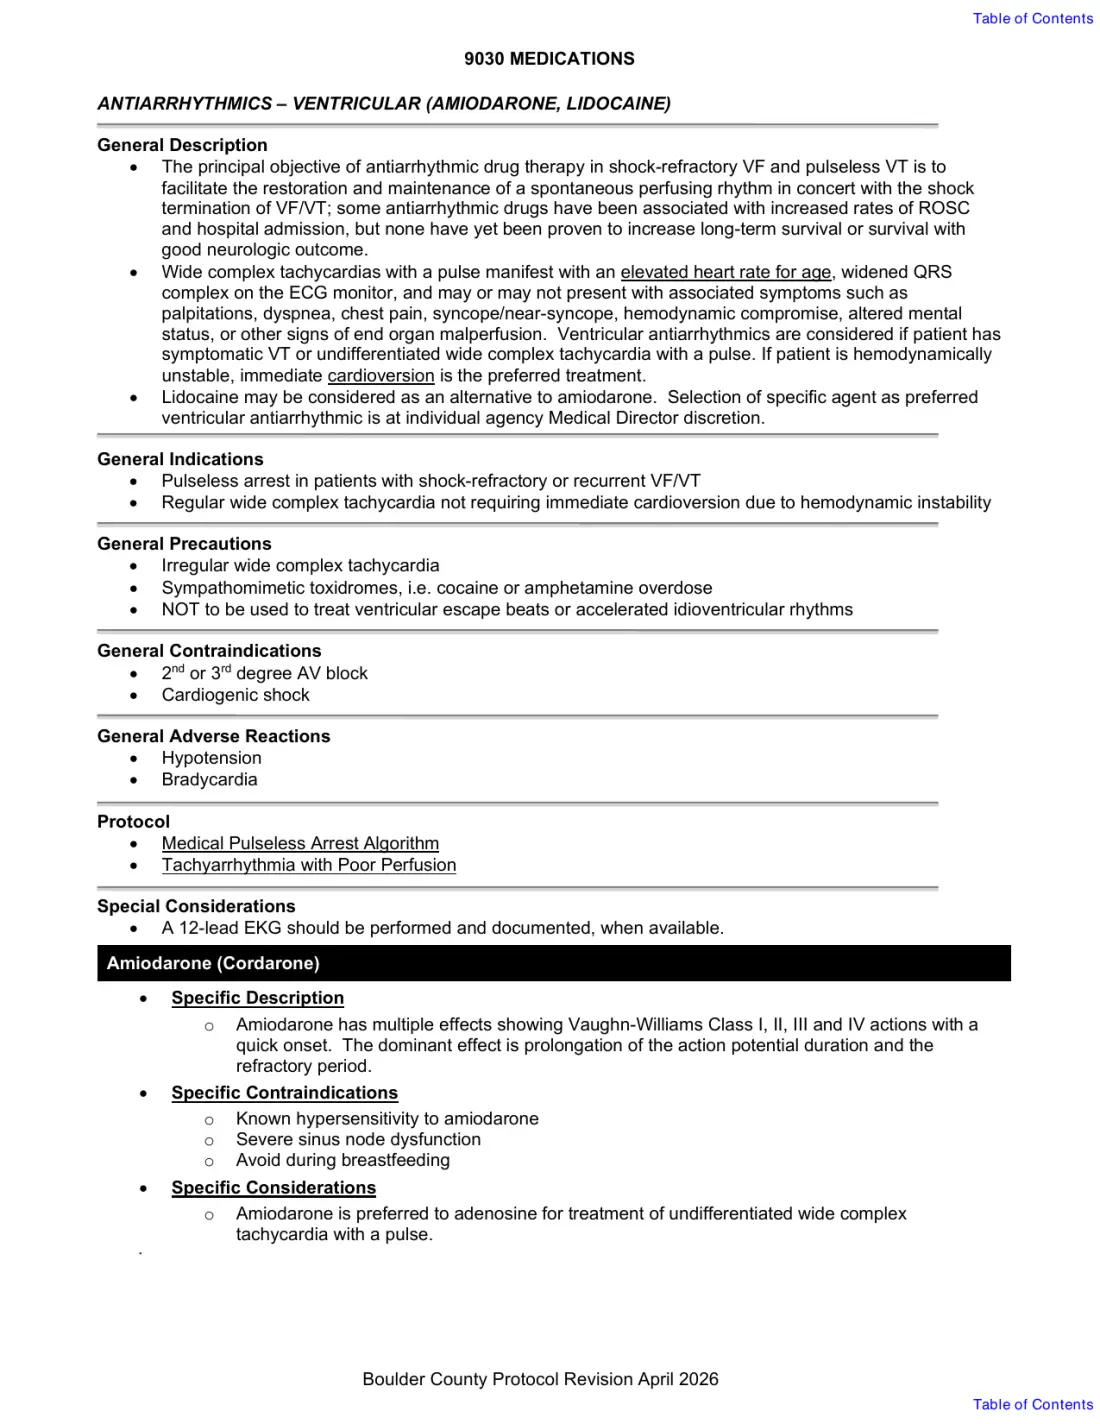 Table of Contents
9030 MEDICATIONS
ANTIARRHYTHMICS – VENTRICULAR (AMIODARONE, LIDOCAINE)
General Description
• The principal objective of antiarrhythmic drug therapy in shock-refractory VF and pulseless VT is to
facilitate the restoration and maintenance of a spontaneous perfusing rhythm in concert with the shock
termination of VF/VT; some antiarrhythmic drugs have been associated with increased rates of ROSC
and hospital admission, but none have yet been proven to increase long-term survival or survival with
good neurologic outcome.
• Wide complex tachycardias with a pulse manifest with an elevated heart rate for age, widened QRS
complex on the ECG monitor, and may or may not present with associated symptoms such as
palpitations, dyspnea, chest pain, syncope/near-syncope, hemodynamic compromise, altered mental
status, or other signs of end organ malperfusion.  Ventricular antiarrhythmics are considered if patient has
symptomatic VT or undifferentiated wide complex tachycardia with a pulse. If patient is hemodynamically
unstable, immediate cardioversion is the preferred treatment.
• Lidocaine may be considered as an alternative to amiodarone.  Selection of specific agent as preferred
ventricular antiarrhythmic is at individual agency Medical Director discretion.
General Indications
• Pulseless arrest in patients with shock-refractory or recurrent VF/VT
• Regular wide complex tachycardia not requiring immediate cardioversion due to hemodynamic instability
General Precautions
• Irregular wide complex tachycardia
• Sympathomimetic toxidromes, i.e. cocaine or amphetamine overdose
• NOT to be used to treat ventricular escape beats or accelerated idioventricular rhythms
General Contraindications
• 2nd or 3rd degree AV block
• Cardiogenic shock
General Adverse Reactions
• Hypotension
• Bradycardia
Protocol
• Medical Pulseless Arrest Algorithm
• Tachyarrhythmia with Poor Perfusion
Special Considerations
• A 12-lead EKG should be performed and documented, when available.
Amiodarone (Cordarone)
• Specific Description
o Amiodarone has multiple effects showing Vaughn-Williams Class I, II, III and IV actions with a
quick onset.  The dominant effect is prolongation of the action potential duration and the
refractory period.
• Specific Contraindications
o Known hypersensitivity to amiodarone
o Severe sinus node dysfunction
o Avoid during breastfeeding
• Specific Considerations
o Amiodarone is preferred to adenosine for treatment of undifferentiated wide complex
tachycardia with a pulse.
.
Boulder County Protocol Revision April 2026
Table of Contents